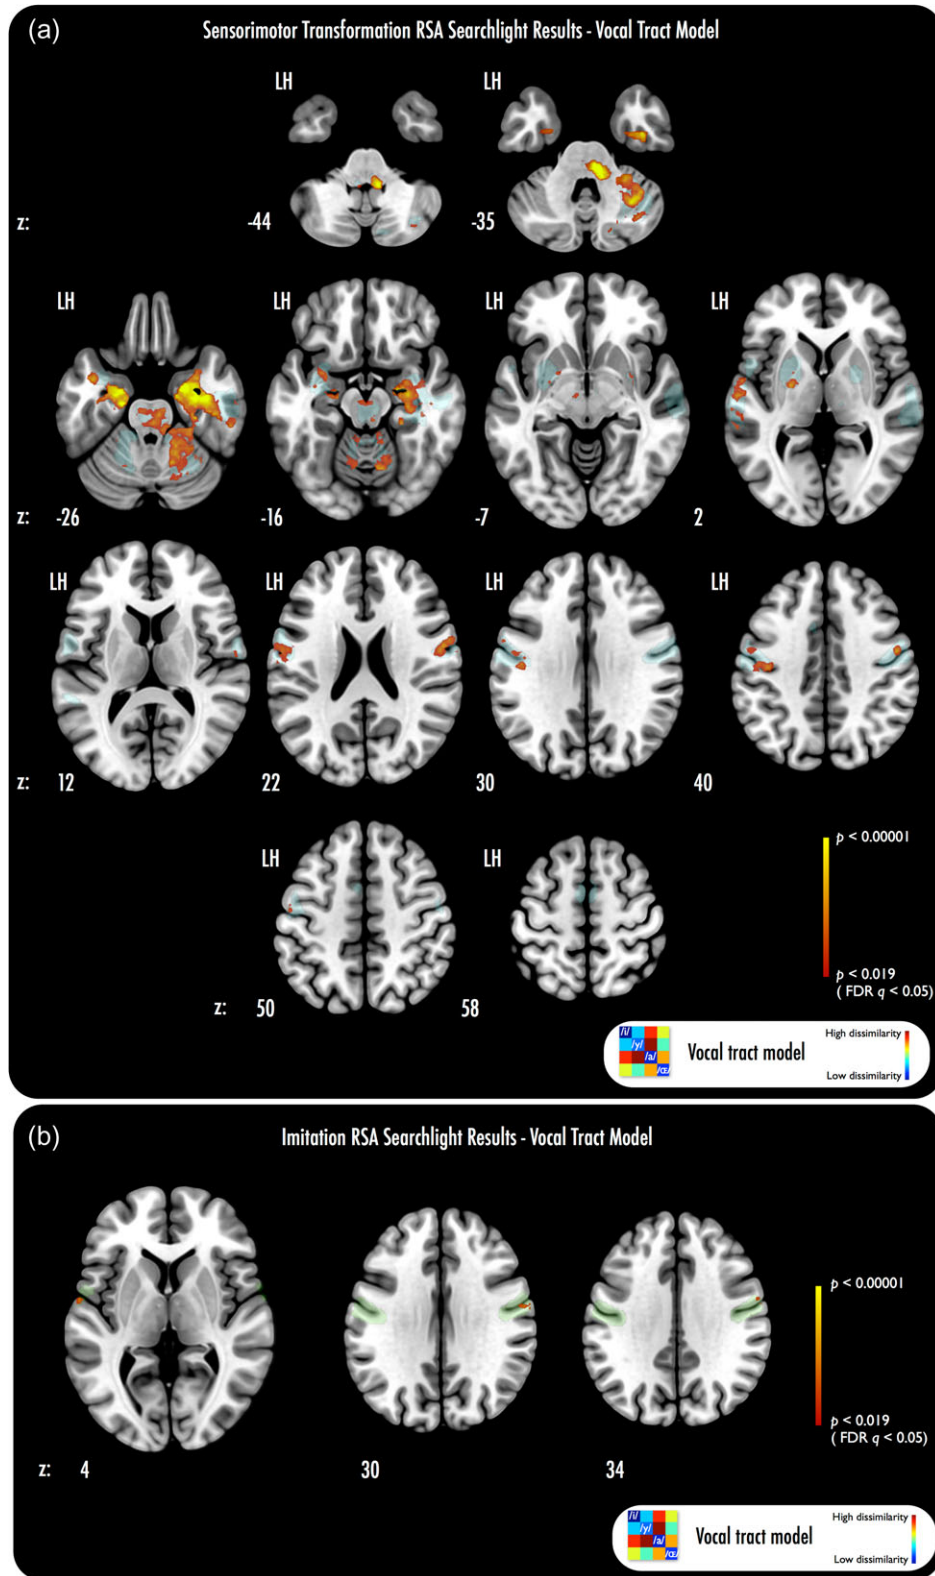 (a)
Sensorimotor Transformation RSA Searchlight Results - Vocal Tract Model
LH LH
z: -44 -35
LH LH LH LH
z: -26 -16 -7 2
LH LH LH LH
z: 12 22 30 40
LH LH
p < 0.00001
p < 0.019
( FDR q < 0.05)
z: 50 58
/i/
/y/
/a/
/Œ/
Vocal tract model
High dissimilarity
Low dissimilarity
(b)
Imitation RSA Searchlight Results - Vocal Tract Model
p < 0.00001
p < 0.019
( FDR q < 0.05)
z: 4 30 34
/i/
/y/
/a/
/Œ/
Vocal tract model
High dissimilarity
Low dissimilarity